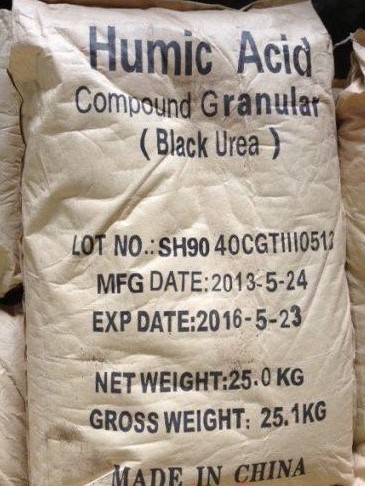 Humic Acid
Compound Granular
( Black Urea )
LOT NO.: SH90 40CGTIII0512
MFG DATE: 2013-5-24
EXP DATE:2016-5-23
NET WEIGHT:25.0 KG
GROSS WEIGHT: 25.1KG
MADE IN CHINA